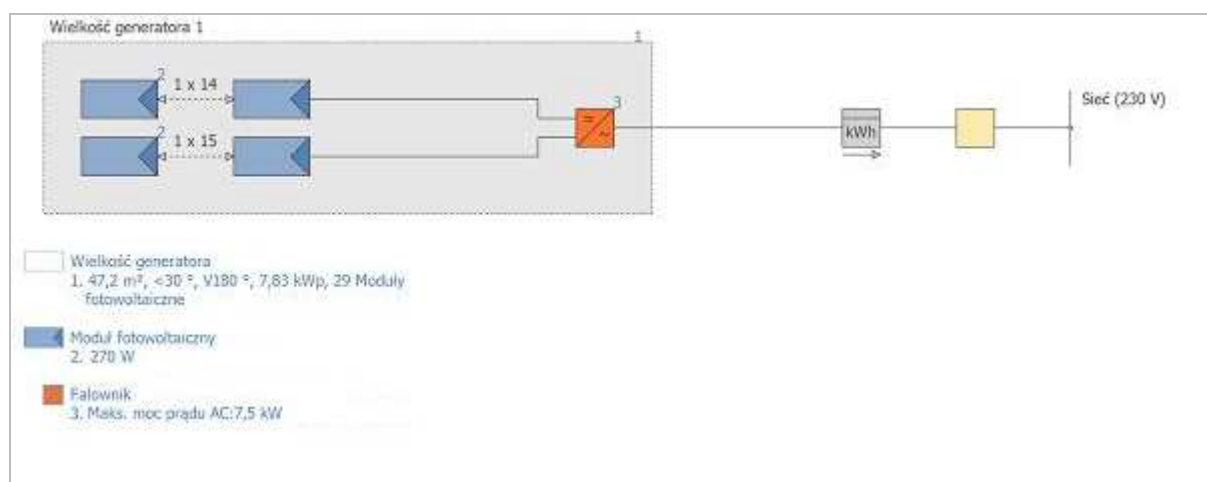 Wielkość generatora 1
1
2
1 x 14
3
Sieć (230 V)
2
1 x 15
=
~
kWh
Wielkość generatora
1. 47,2 m², <30 °, V180 °, 7,83 kWp, 29 Moduły
fotowoltaiczne
Moduł fotowoltaiczny
2. 270 W
Falownik
3. Maks. moc prądu AC:7,5 kW